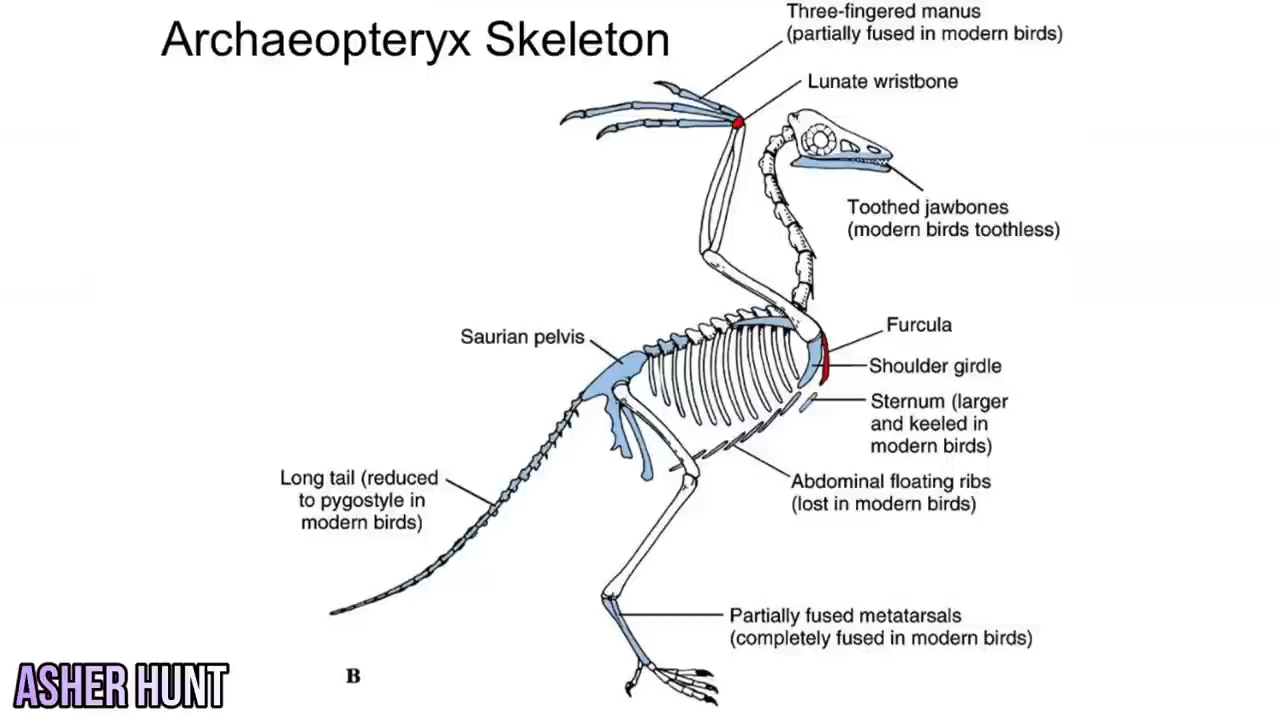 Archaeopteryx Skeleton
Three-fingered manus
(partially fused in modern birds)
Lunate wristbone
Toothed jawbones
(modern birds toothless)
Furcula
Saurian pelvis
Shoulder girdle
Sternum (larger
and keeled in
modern birds)
Long tail (reduced
to pygostyle in
modern birds)
Abdominal floating ribs
(lost in modern birds)
Partially fused metatarsals
(completely fused in modern birds)
B
ASHER HUNT